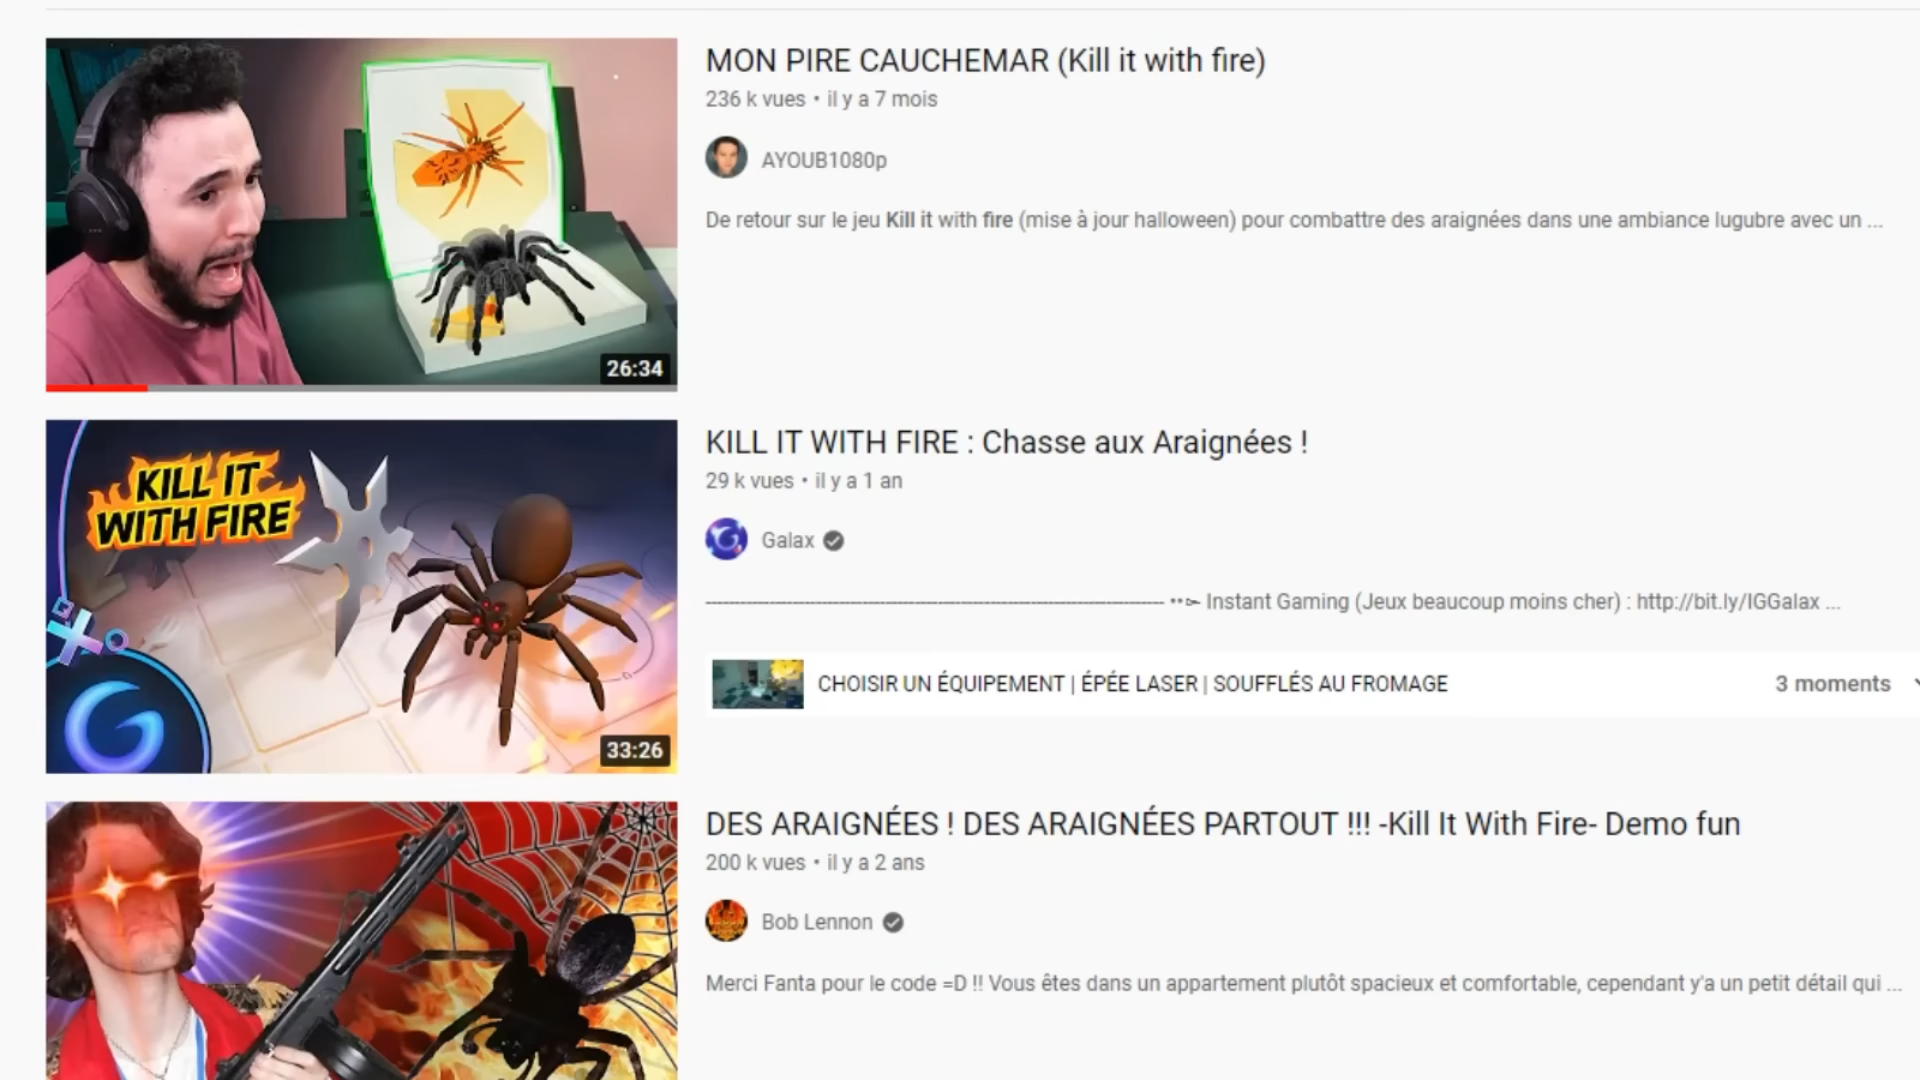 MON PIRE CAUCHEMAR (Kill it with fire)
236 k vues • il y a 7 mois
AYOUB1080p
De retour sur le jeu Kill it with fire (mise à jour halloween) pour combattre des araignées dans une ambiance lugubre avec un ...
26:34
KILL IT
WITH FIRE
33:26
KILL IT WITH FIRE : Chasse aux Araignées !
29 k vues • il y a 1 an
Galax
Instant Gaming (Jeux beaucoup moins cher) : http://bit.ly/IGGalax ...
CHOISIR UN ÉQUIPEMENT | ÉPÉE LASER | SOUFFLÉS AU FROMAGE
3 moments
DES ARAIGNÉES ! DES ARAIGNÉES PARTOUT !!! -Kill It With Fire- Demo fun
200 k vues • il y a 2 ans
Bob Lennon
Merci Fanta pour le code =D !! Vous êtes dans un appartement plutôt spacieux et comfortable, cependant y'a un petit détail qui ...